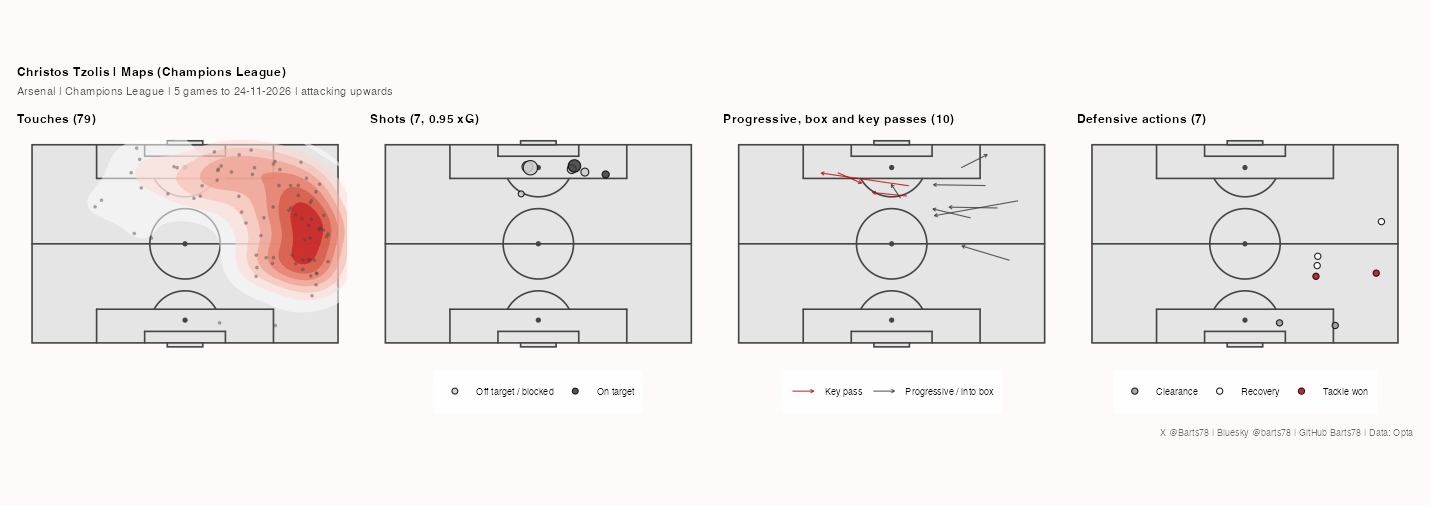 Christos Tzolis | Maps (Champions League)
Arsenal | Champions League | 5 games to 24-11-2026 | attacking upwards
Touches (79)
Shots (7, 0.95 xG)
Progressive, box and key passes (10)
Defensive actions (7)
Off target / blocked
On target
Key pass
Progressive / into box
Clearance
Recovery
Tackle won
X @Barts78 | Bluesky @barts78 | GitHub Barts78 | Data: Opta